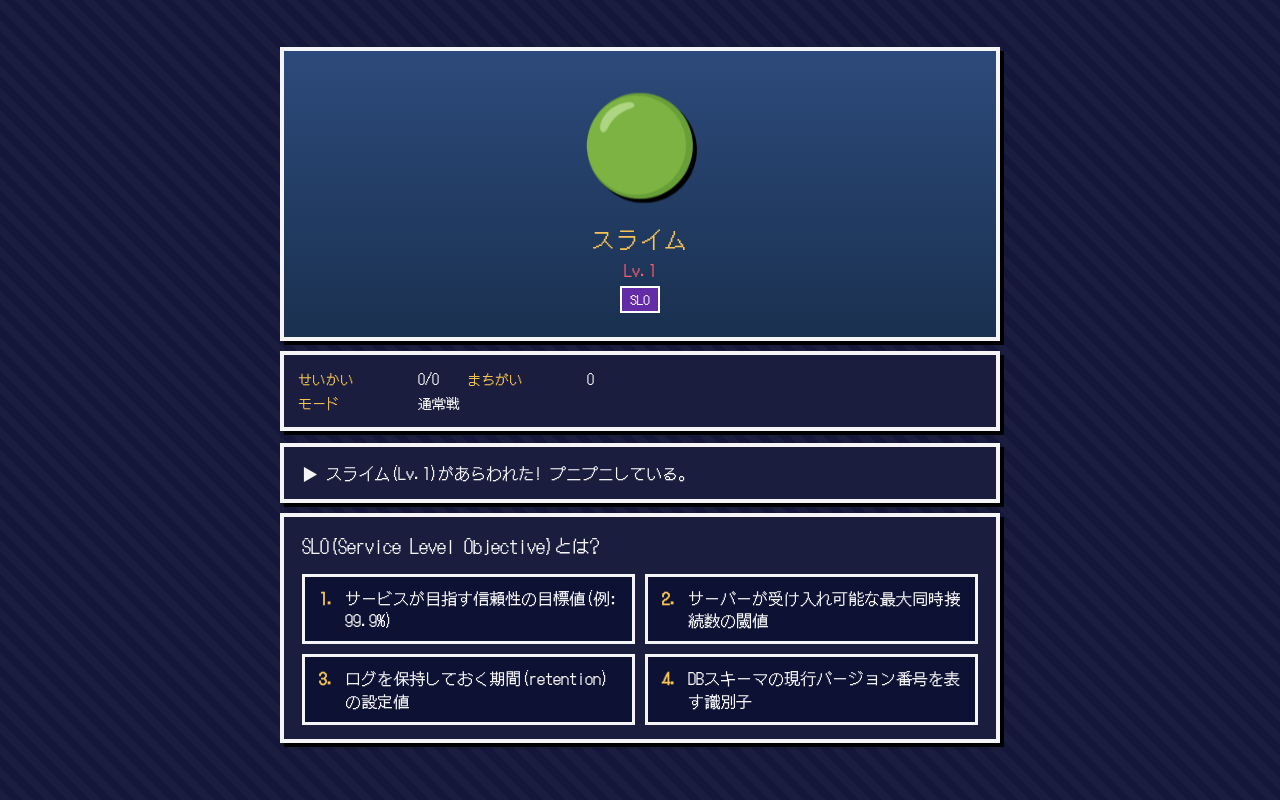 スライム
Lv.1
SLO
せいかい 0/0 まちがい 0
モード 通常戦
▶ スライム(Lv.1)があらわれた! プニプニしている。
SLO(Service Level Objective)とは?
1. サービスが目指す信頼性の目標値(例:
99.9%)
2. サーバーが受け入れ可能な最大同時接
続数の閾値
3. ログを保持しておく期間(retention)
の設定値
4. DBスキーマの現行バージョン番号を表
す識別子